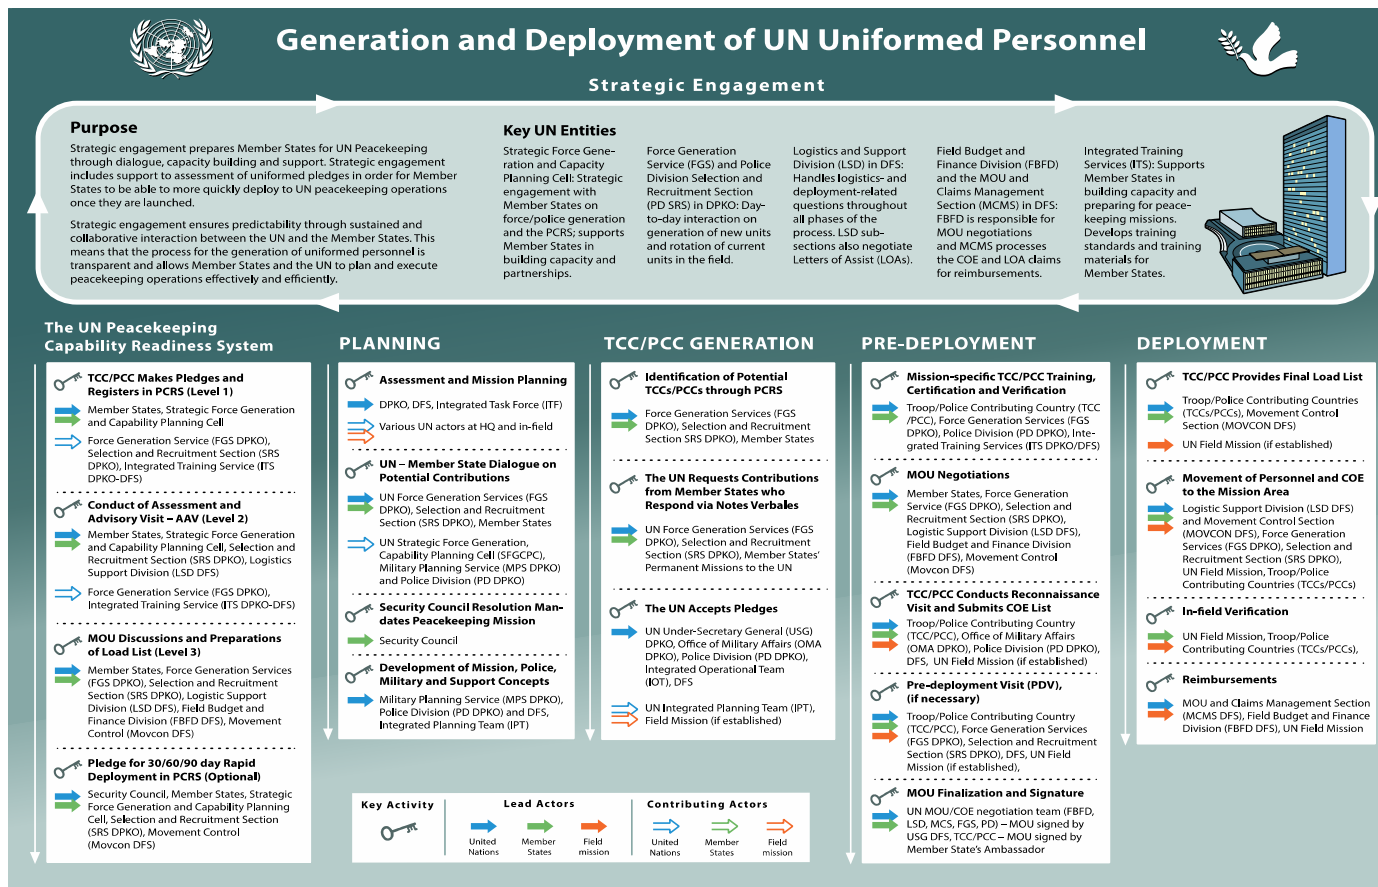 Generation and Deployment of UN Uniformed Personnel
Strategic Engagement
Purpose
Strategic engagement prepares Member States for UN Peacekeeping
through dialogue, capacity building and support. Strategic engagement
includes support to assessment of uniformed pledges in order for Member
States to be able to more quickly deploy to UN peacekeeping operations
once they are launched.
Strategic engagement ensures predictability through sustained and
collaborative interaction between the UN and the Member States. This
means that the process for the generation of uniformed personnel is
transparent and allows Member States and the UN to plan and execute
peacekeeping operations effectively and efficiently.
Key UN Entities
Strategic Force Gene-
ration and Capacity
Planning Cell: Strategic
engagement with
Member States on
force/police generation
and the PCRS; supports
Member States in
building capacity and
partnerships.
Force Generation
Service (FGS) and Police
Division Selection and
Recruitment Section
(PD SRS) in DPKO: Day-
to-day interaction on
generation of new units
and rotation of current
units in the field.
Logistics and Support
Division (LSD) in DFS:
Handles logistics- and
deployment-related
questions throughout
all phases of the
process. LSD sub-
sections also negotiate
Letters of Assist (LOAs).
Field Budget and
Finance Division (FBFD)
and the MOU and
Claims Management
Section (MCMS) in DFS:
FBFD is responsible for
MOU negotiations
and MCMS processes
the COE and LOA claims
for reimbursements.
Integrated Training
Services (ITS): Supports
Member States in
building capacity and
preparing for peace-
keeping missions.
Develops training
standards and training
materials for
Member States.
The UN Peacekeeping
Capability Readiness System
TCC/PCC Makes Pledges and
Registers in PCRS (Level 1)
Member States, Strategic Force Generation
and Capability Planning Cell
Force Generation Service (FGS DPKO),
Selection and Recruitment Section (SRS
DPKO), Integrated Training Service (ITS
DPKO-DFS)
Conduct of Assessment and
Advisory Visit – AAV (Level 2)
Member States, Strategic Force Generation
and Capability Planning Cell, Selection and
Recruitment Section (SRS DPKO), Logistics
Support Division (LSD DFS)
Force Generation Service (FGS DPKO),
Integrated Training Service (ITS DPKO-DFS)
MOU Discussions and Preparations
of Load List (Level 3)
Member States, Force Generation Services
(FGS DPKO), Selection and Recruitment
Section (SRS DPKO), Logistic Support
Division (LSD DFS), Field Budget and
Finance Division (FBFD DFS), Movement
Control (Movcon DFS)
Pledge for 30/60/90 day Rapid
Deployment in PCRS (Optional)
Security Council, Member States, Strategic
Force Generation and Capability Planning
Cell, Selection and Recruitment Section
(SRS DPKO), Movement Control
(Movcon DFS)
PLANNING
Assessment and Mission Planning
DPKO, DFS, Integrated Task Force (ITF)
Various UN actors at HQ and in-field
UN – Member State Dialogue on
Potential Contributions
UN Force Generation Services (FGS
DPKO), Selection and Recruitment
Section (SRS DPKO), Member States
UN Strategic Force Generation,
Capability Planning Cell (SFGCPC),
Military Planning Service (MPS DPKO)
and Police Division (PD DPKO)
Security Council Resolution Man-
dates Peacekeeping Mission
Security Council
Development of Mission, Police,
Military and Support Concepts
Military Planning Service (MPS DPKO),
Police Division (PD DPKO) and DFS,
Integrated Planning Team (IPT)
TCC/PCC GENERATION
Identification of Potential
TCCs/PCCs through PCRS
Force Generation Services (FGS
DPKO), Selection and Recruitment
Section SRS DPKO), Member States
The UN Requests Contributions
from Member States who
Respond via Notes Verbales
UN Force Generation Services (FGS
DPKO), Selection and Recruitment
Section (SRS DPKO), Member States'
Permanent Missions to the UN
The UN Accepts Pledges
UN Under-Secretary General (USG)
DPKO, Office of Military Affairs (OMA
DPKO), Police Division (PD DPKO),
Integrated Operational Team
(IOT), DFS
UN Integrated Planning Team (IPT),
Field Mission (if established)
PRE-DEPLOYMENT
Mission-specific TCC/PCC Training,
Certification and Verification
Troop/Police Contributing Country (TCC
/PCC), Force Generation Services (FGS
DPKO), Police Division (PD DPKO), Inte-
grated Training Services (ITS DPKO/DFS)
MOU Negotiations
Member States, Force Generation
Service (FGS DPKO), Selection and
Recruitment Section (SRS DPKO),
Logistic Support Division (LSD DFS),
Field Budget and Finance Division
(FBFD DFS), Movement Control
(Movcon DFS)
TCC/PCC Conducts Reconnaissance
Visit and Submits COE List
Troop/Police Contributing Country
(TCC/PCC), Office of Military Affairs
(OMA DPKO), Police Division (PD DPKO),
DFS, UN Field Mission (if established)
Pre-deployment Visit (PDV),
(if necessary)
Troop/Police Contributing Country
(TCC/PCC), Force Generation Services
(FGS DPKO), Selection and Recruitment
Section (SRS DPKO), DFS, UN Field
Mission (if established),
MOU Finalization and Signature
UN MOU/COE negotiation team (FBFD,
LSD, MCS, FGS, PD) – MOU signed by
USG DFS, TCC/PCC – MOU signed by
Member State's Ambassador
DEPLOYMENT
TCC/PCC Provides Final Load List
Troop/Police Contributing Countries
(TCCs/PCCs), Movement Control
Section (MOVCON DFS)
UN Field Mission (if established)
Movement of Personnel and COE
to the Mission Area
Logistic Support Division (LSD DFS)
and Movement Control Section
(MOVCON DFS), Force Generation
Services (FGS DPKO), Selection and
Recruitment Section (SRS DPKO),
UN Field Mission, Troop/Police
Contributing Countries (TCCs/PCCs)
In-field Verification
UN Field Mission, Troop/Police
Contributing Countries (TCCs/PCCs),
Reimbursements
MOU and Claims Management Section
(MCMS DFS), Field Budget and Finance
Division (FBFD DFS), UN Field Mission
Key Activity
Lead Actors
United
Nations
Member
States
Field
mission
Contributing Actors
United
Nations
Member
States
Field
mission